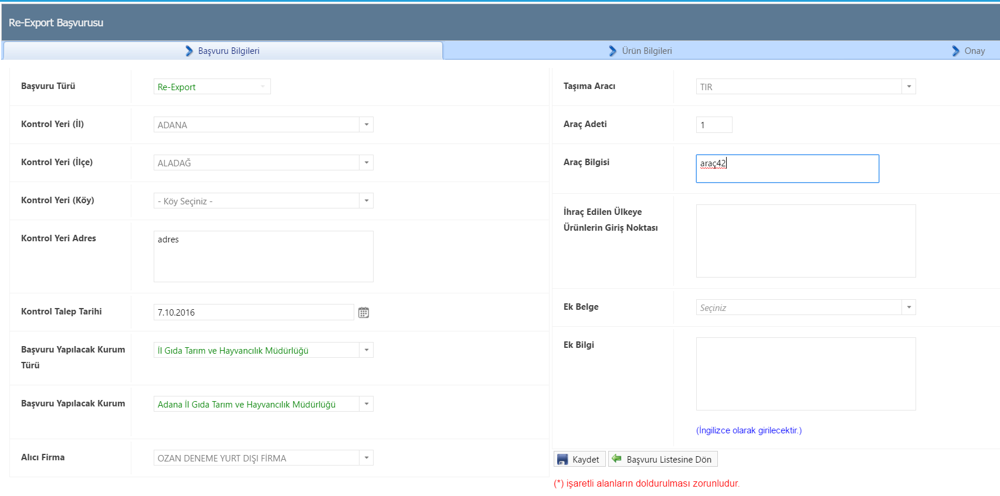 Re-Export Başvurusu
Başvuru Bilgileri
Ürün Bilgileri
Onay
Başvuru Türü
Re-Export
Kontrol Yeri (İl)
ADANA
Kontrol Yeri (İlçe)
ALADAĞ
Kontrol Yeri (Köy)
- Köy Seçiniz -
Kontrol Yeri Adres
adres
Kontrol Talep Tarihi
7.10.2016
Başvuru Yapılacak Kurum
Türü
İl Gıda Tarım ve Hayvancılık Müdürlüğü
Başvuru Yapılacak Kurum
Adana İl Gıda Tarım ve Hayvancılık Müdürlüğü
Alıcı Firma
OZAN DENEME YURT DIŞI FİRMA
Taşıma Aracı
TIR
Araç Adeti
1
Araç Bilgisi
araç42
İhraç Edilen Ülkeye
Ürünlerin Giriş Noktası
Ek Belge
Seçiniz
Ek Bilgi
(İngilizce olarak girilecektir.)
Kaydet
Başvuru Listesine Dön
(*) işaretli alanların doldurulması zorunludur.